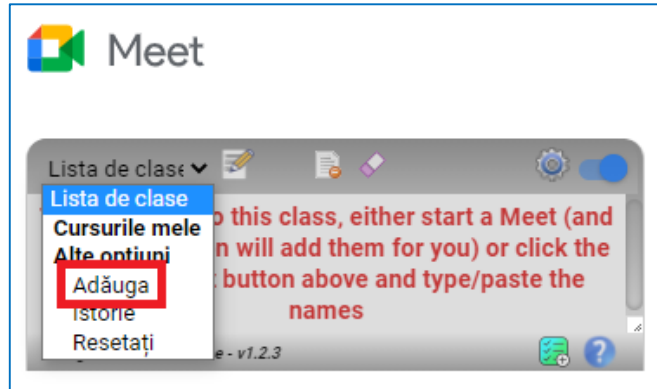 Meet
Lista de clase
Lista de clase
Cursurile mele
Alte opțiuni
Adăuga
Istorie
Resetați
o this class, either start a Meet (and
n will add them for you) or click the
button above and type/paste the
names
e - v1.2.3